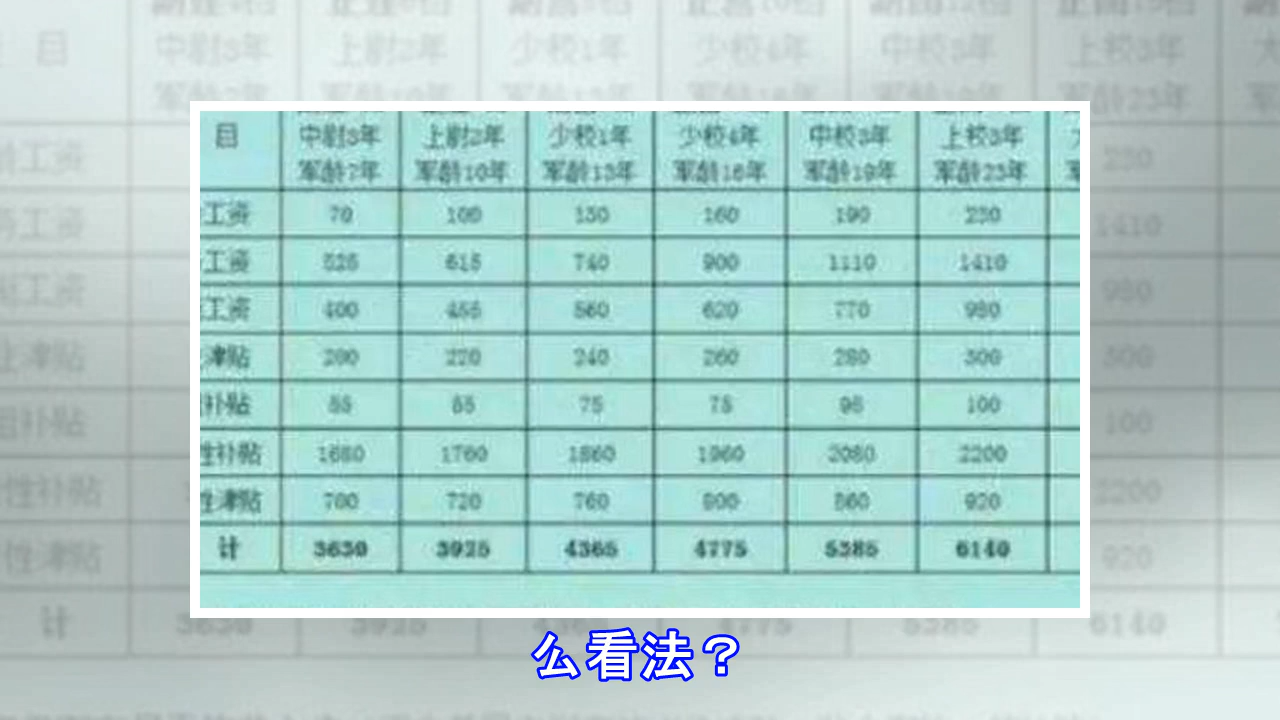 目 中尉3年 上尉2年 少校1年 少校4年 中校3年 上校3年
军龄7年 军龄10年 军龄13年 军龄16年 军龄19年 军龄23年
工资 70 100 130 160 190 230
工资 525 615 740 900 1110 1410
工资 400 455 560 620 770 980
津贴 200 220 240 260 280 300
补贴 55 55 75 75 95 100
性补贴 1680 1760 1860 1960 2080 2200
津贴 700 720 760 800 860 920
计 3630 3925 4365 4775 5385 6140
么看法？